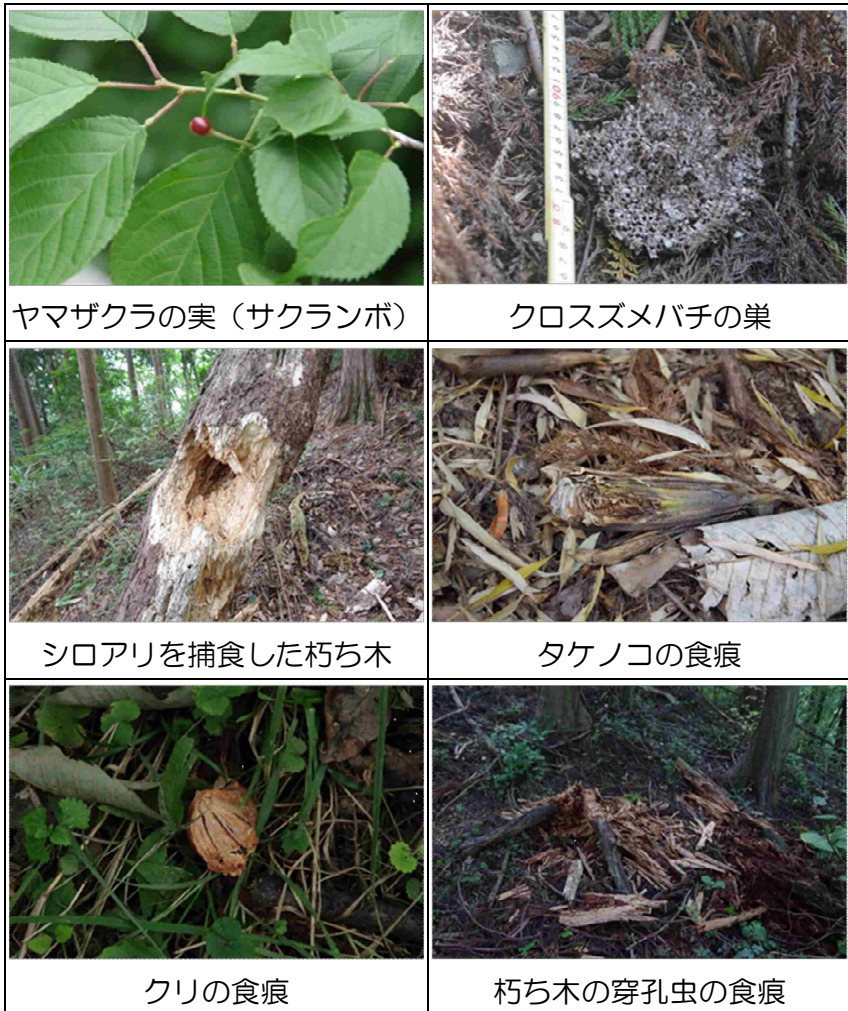 ヤマザクラの実（サクランボ）
クロスズメバチの巣
シロアリを捕食した朽ち木
タケノコの食痕
クリの食痕
朽ち木の穿孔虫の食痕